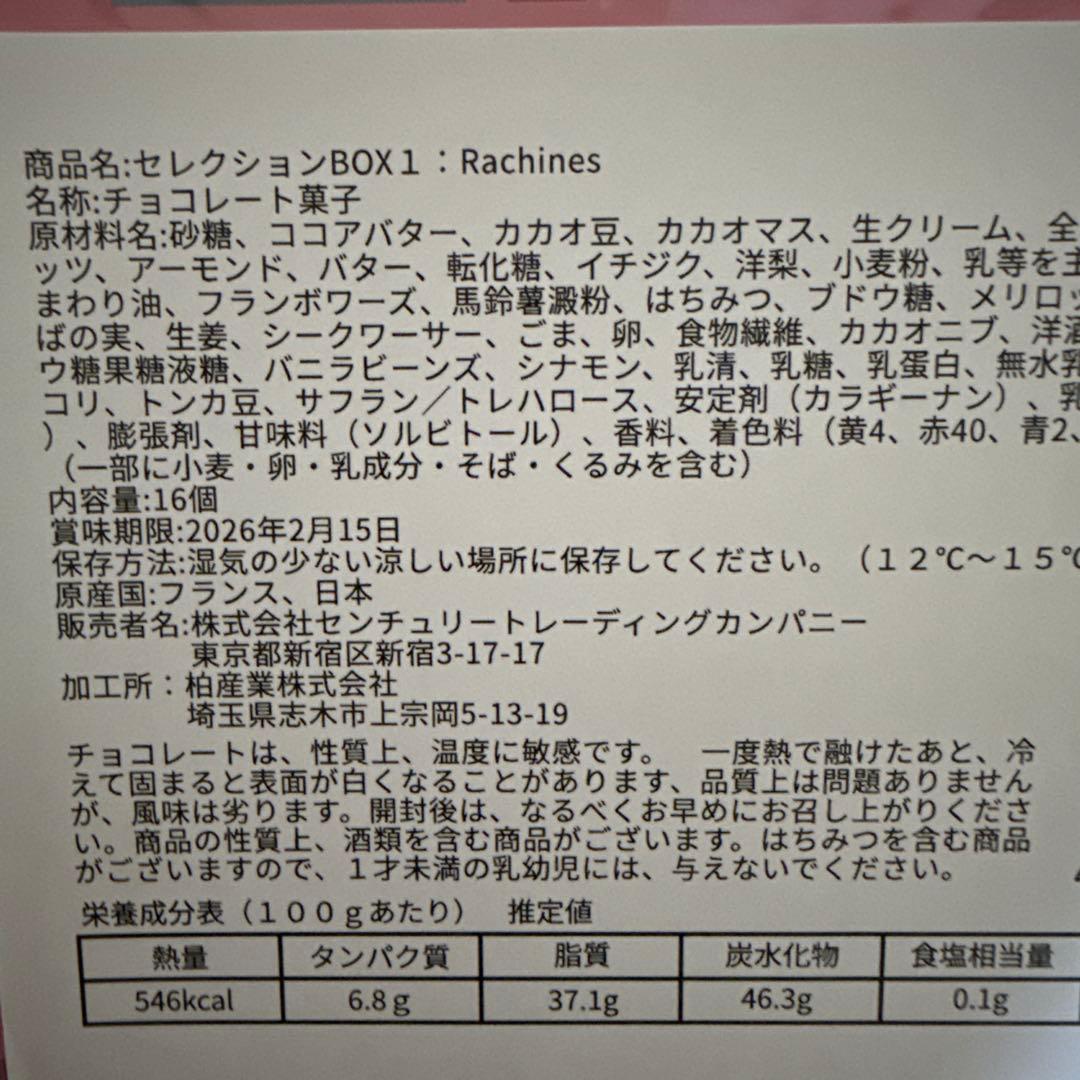 商品名:セレクションBOX１：Rachines
名称:チョコレート菓子
原材料名:砂糖、ココアバター、カカオ豆、カカオマス、生クリーム、全
ッツ、アーモンド、バター、転化糖、イチジク、洋梨、小麦粉、乳等を主
まわり油、フランボワーズ、馬鈴薯澱粉、はちみつ、ブドウ糖、メリロッ
ばの実、生姜、シークワーサー、ごま、卵、食物繊維、カカオニブ、洋酒
ウ糖果糖液糖、バニラビーンズ、シナモン、乳清、乳糖、乳蛋白、無水乳
コリ、トンカ豆、サフラン／トレハロース、安定剤（カラギーナン）、乳
）、膨張剤、甘味料（ソルビトール）、香料、着色料（黄4、赤40、青2、
（一部に小麦・卵・乳成分・そば・くるみを含む）
内容量:16個
賞味期限:2026年2月15日
保存方法:湿気の少ない涼しい場所に保存してください。（１２℃～１５℃
原産国:フランス、日本
販売者名:株式会社センチュリートレーディングカンパニー
東京都新宿区新宿3-17-17
加工所：柏産業株式会社
埼玉県志木市上宗岡5-13-19
チョコレートは、性質上、温度に敏感です。　一度熱で融けたあと、冷
えて固まると表面が白くなることがあります、品質上は問題ありません
が、風味は劣ります。開封後は、なるべくお早めにお召し上がりくださ
い。商品の性質上、酒類を含む商品がございます。はちみつを含む商品
がございますので、１才未満の乳幼児には、与えないでください。
栄養成分表（１００ｇあたり）　推定値
熱量 タンパク質 脂質 炭水化物 食塩相当量
546kcal 6.8ｇ 37.1g 46.3g 0.1g